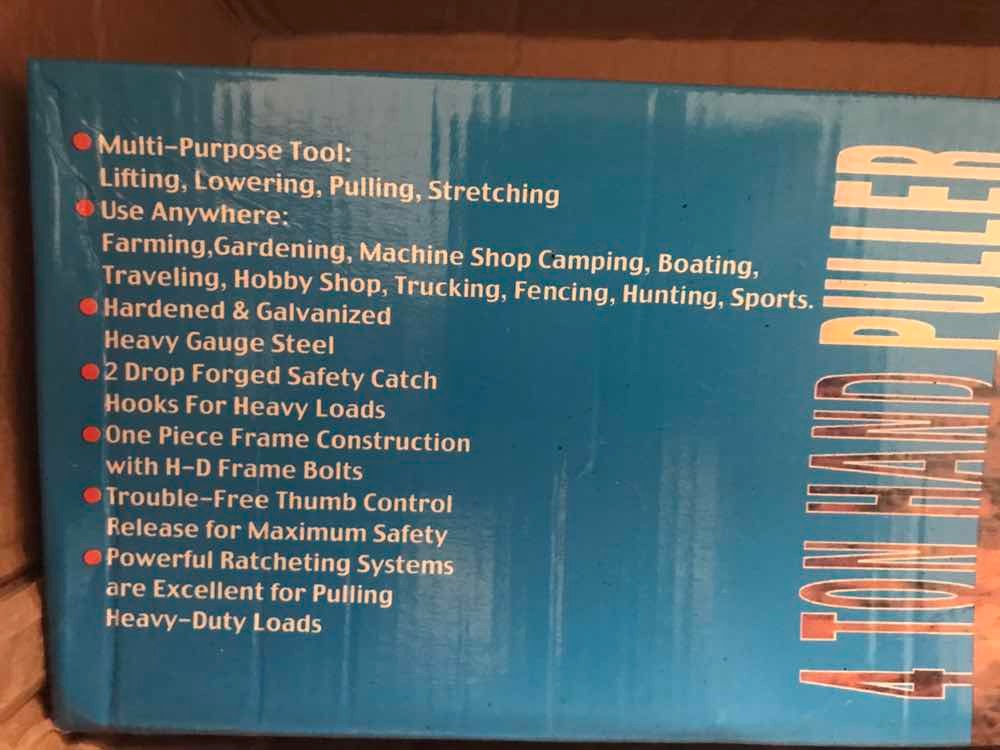 Multi-Purpose Tool:
Lifting, Lowering, Pulling, Stretching
Use Anywhere:
Farming,Gardening, Machine Shop Camping, Boating,
Traveling, Hobby Shop, Trucking, Fencing, Hunting, Sports.
Hardened & Galvanized
Heavy Gauge Steel
2 Drop Forged Safety Catch
Hooks For Heavy Loads
One Piece Frame Construction
with H-D Frame Bolts
Trouble-Free Thumb Control
Release for Maximum Safety
Powerful Ratcheting Systems
are Excellent for Pulling
Heavy-Duty Loads
4 TON HAND PULLER